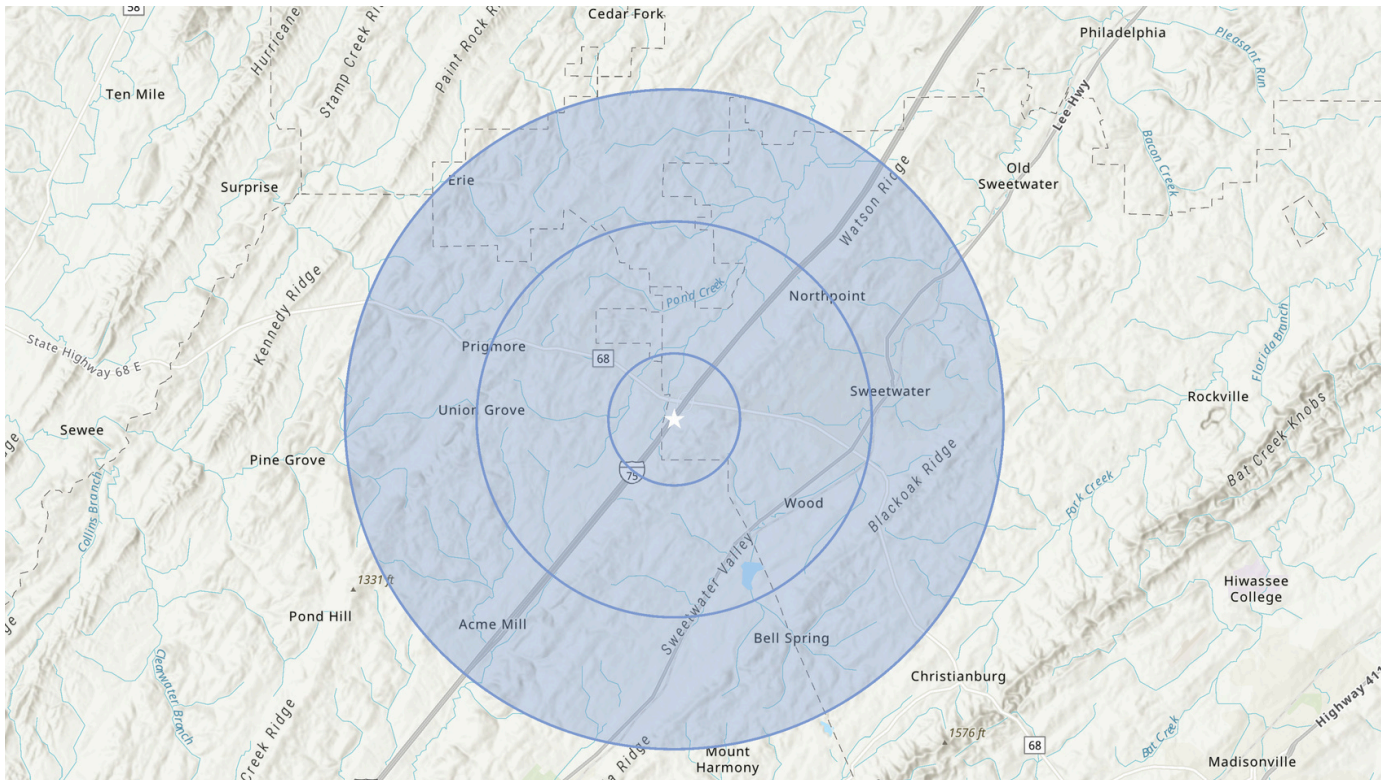 58
Cedar Fork
Philadelphia
Pleasant Run
Hurricane
Stamp Creek Ri
Paint Rock R
Ten Mile
Lee Hwy
Bacon Creek
Old
Sweetwater
Surprise
Erie
Watson Ridge
Kennedy Ridge
Pond Creek
Northpoint
Florida Branch
State Highway 68 E
Prigmore
68
Sweetwater
Rockville
Union Grove
Sewee
Pine Grove
Bat Creek Knobs
75
Blackoak Ridge
Fork Creek
Collins Branch
Wood
ge
Sweetwater Valley
1331 ft
Hiwassee
College
Pond Hill
Acme Mill
ge
Bell Spring
Clearwater Branch
Christianburg
Highway 411
Creek Ridge
1576 ft
68
Bat Creek
Mount
Harmony
a Ridge
Madisonville